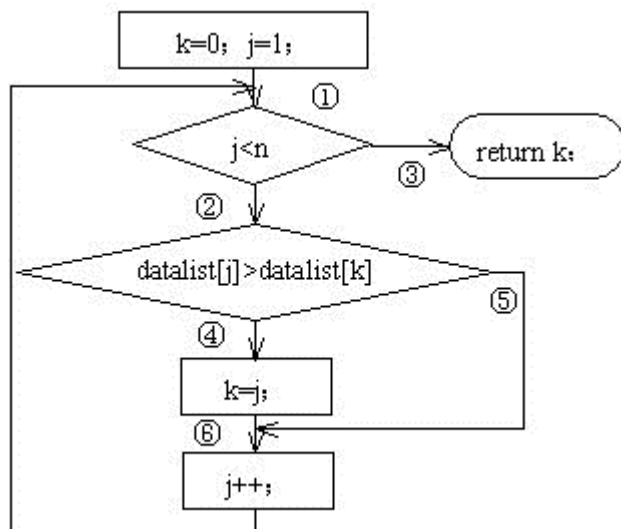 k=0；j=1；
①
j<n
③
return k；
②
datalist[j]>datalist[k]
⑤
④
k=j；
⑥
j++；